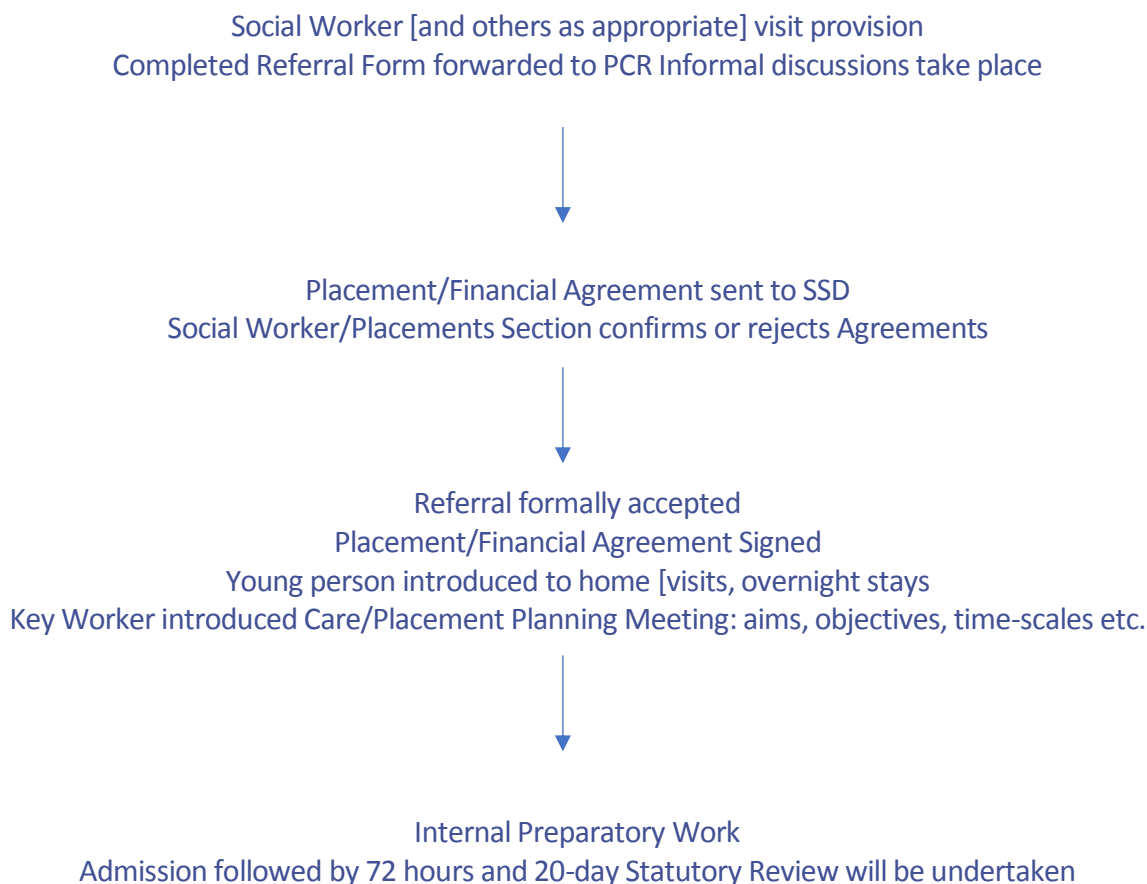 Social Worker [and others as appropriate] visit provision
Completed Referral Form forwarded to PCR Informal discussions take place
Placement/Financial Agreement sent to SSD
Social Worker/Placements Section confirms or rejects Agreements
Referral formally accepted
Placement/Financial Agreement Signed
Young person introduced to home [visits, overnight stays
Key Worker introduced Care/Placement Planning Meeting: aims, objectives, time-scales etc.
Internal Preparatory Work
Admission followed by 72 hours and 20-day Statutory Review will be undertaken